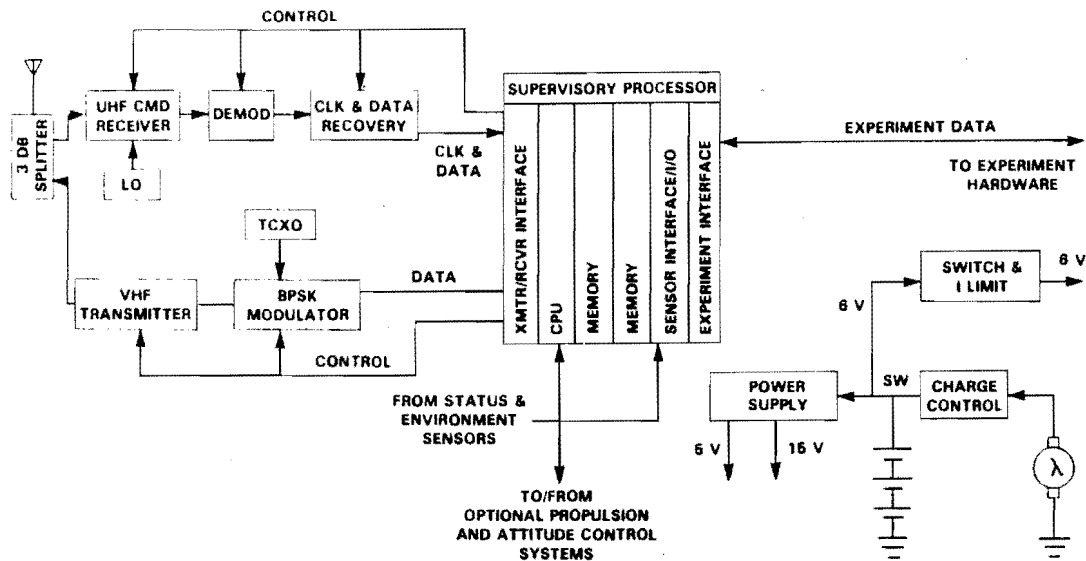 CONTROL
UHF CMD
RECEIVER
DEMOD
CLK & DATA
RECOVERY
3 DB
SPLITTER
LO
CLK &
DATA
SUPERVISORY PROCESSOR
XMTR/RCVR INTERFACE
CPU
MEMORY
MEMORY
SENSOR INTERFACE/I/O
EXPERIMENT INTERFACE
EXPERIMENT DATA
TO EXPERIMENT
HARDWARE
TCXO
DATA
VHF
TRANSMITTER
BPSK
MODULATOR
CONTROL
FROM STATUS &
ENVIRONMENT
SENSORS
TO/FROM
OPTIONAL PROPULSION
AND ATTITUDE CONTROL
SYSTEMS
SWITCH &
I LIMIT
6 V
6 V
POWER
SUPPLY
SW
CHARGE
CONTROL
5 V
15 V
λ